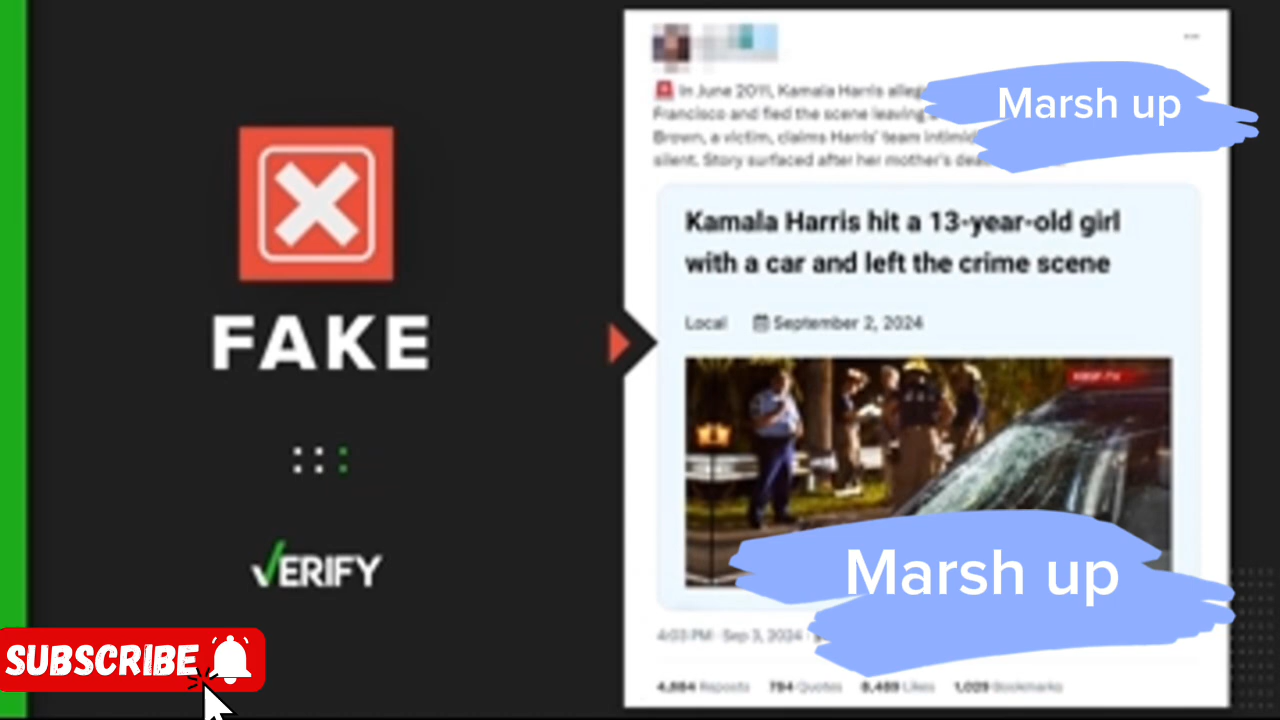 FAKE
VERIFY
SUBSCRIBE
In June 2011, Kamala Harris
Francisco and fled the scene leaving
Brown, a victim, claims Harris' team
silent. Story surfaced after her mother's
Marsh up
Kamala Harris hit a 13-year-old girl
with a car and left the crime scene
Local September 2, 2024
Marsh up
4:03 PM · Sep 3, 2024
4,884 Reposts 794 Quotes 8,489 Likes 1,029 Bookmarks